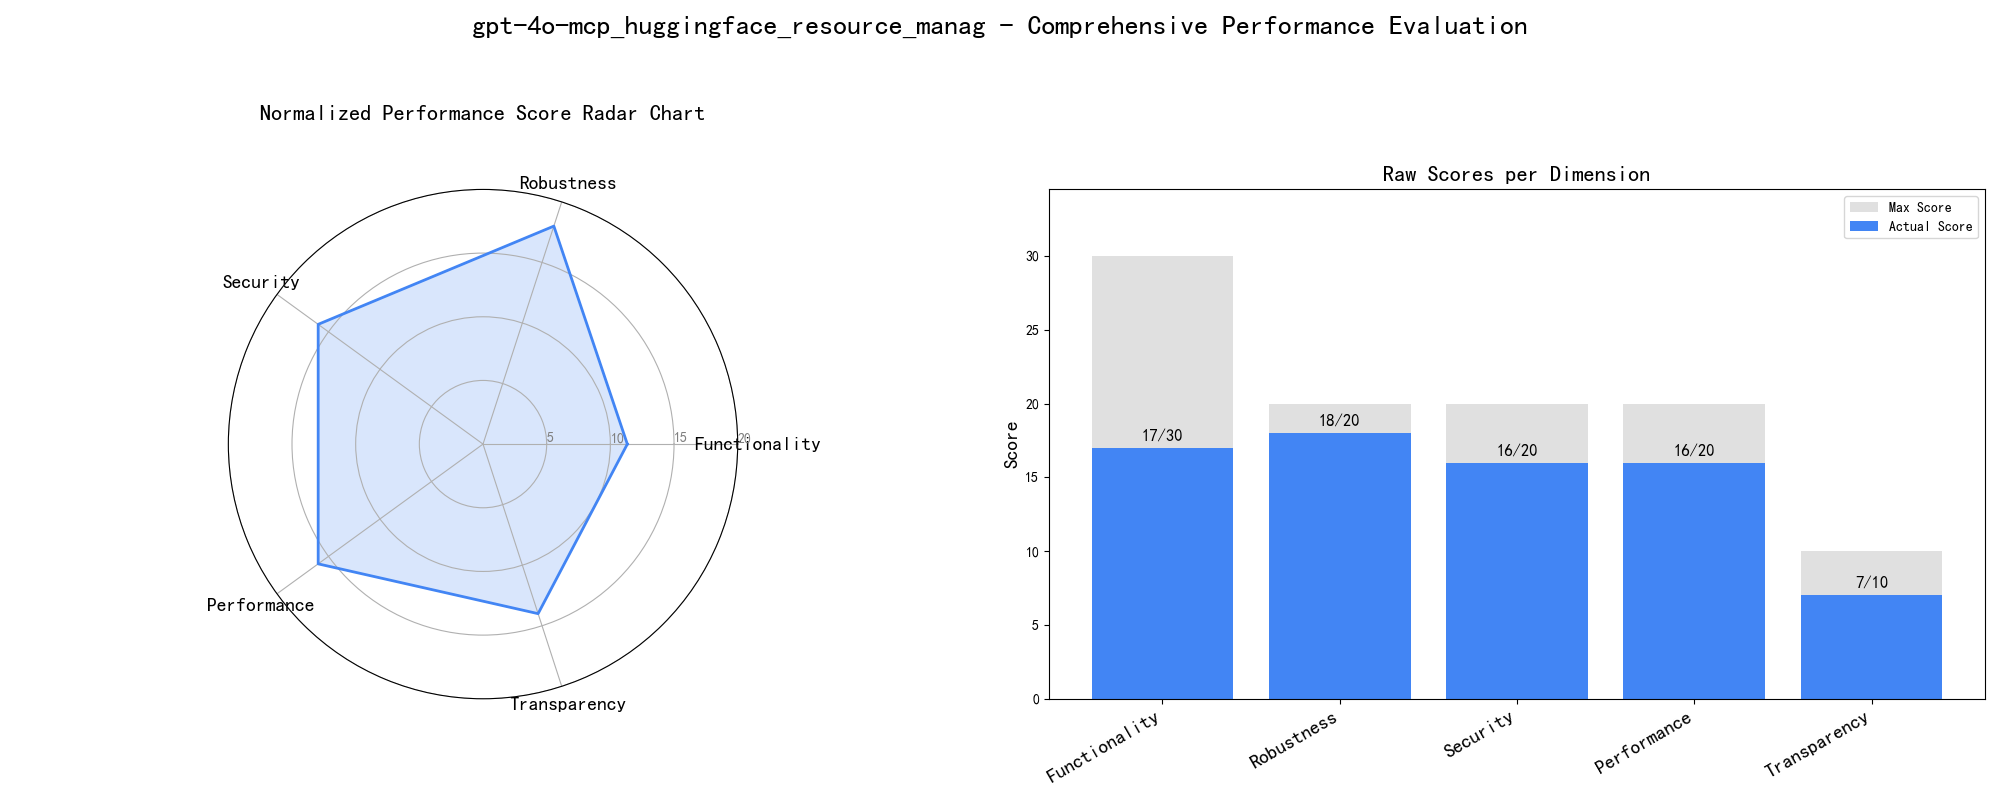 gpt-4o-mcp_huggingface_resource_manag - Comprehensive Performance Evaluation
Normalized Performance Score Radar Chart
Robustness
Security
5
10
15
20
Functionality
Performance
Transparency
Raw Scores per Dimension
Max Score
Actual Score
Score
30
25
20
15
10
5
0
17/30
18/20
16/20
16/20
7/10
Functionality
Robustness
Security
Performance
Transparency